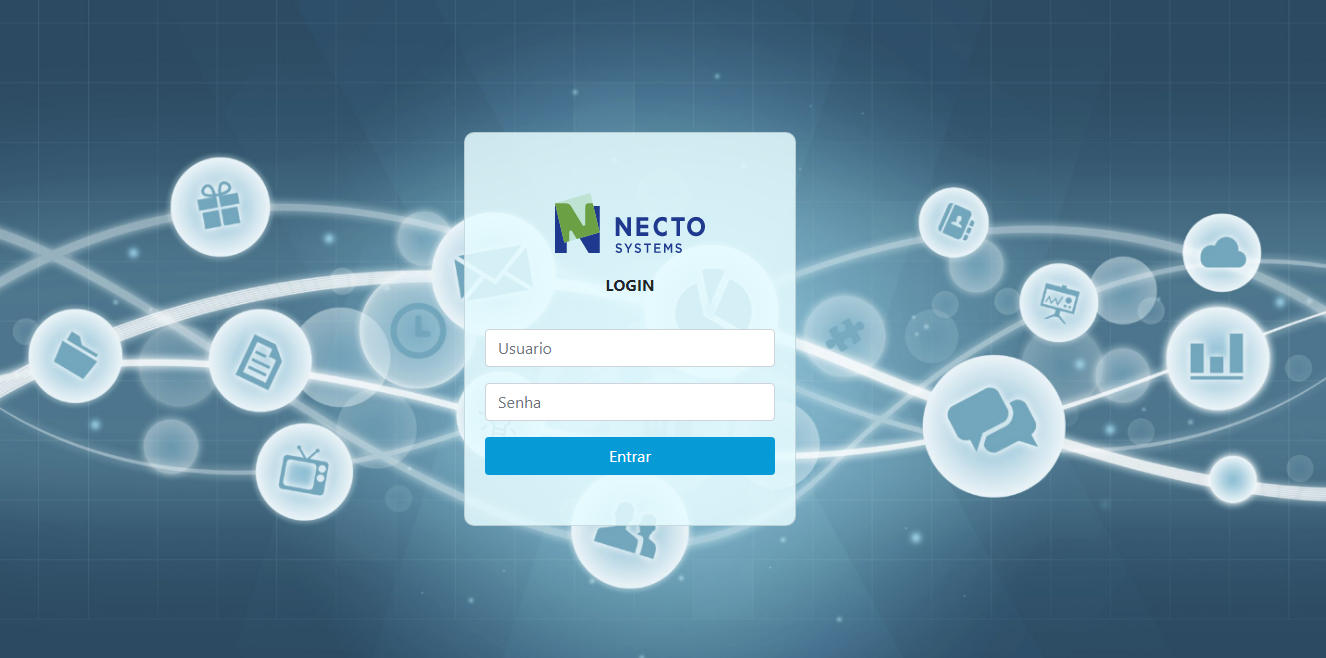 NECTO
SYSTEMS
LOGIN
Usuario
Senha
Entrar